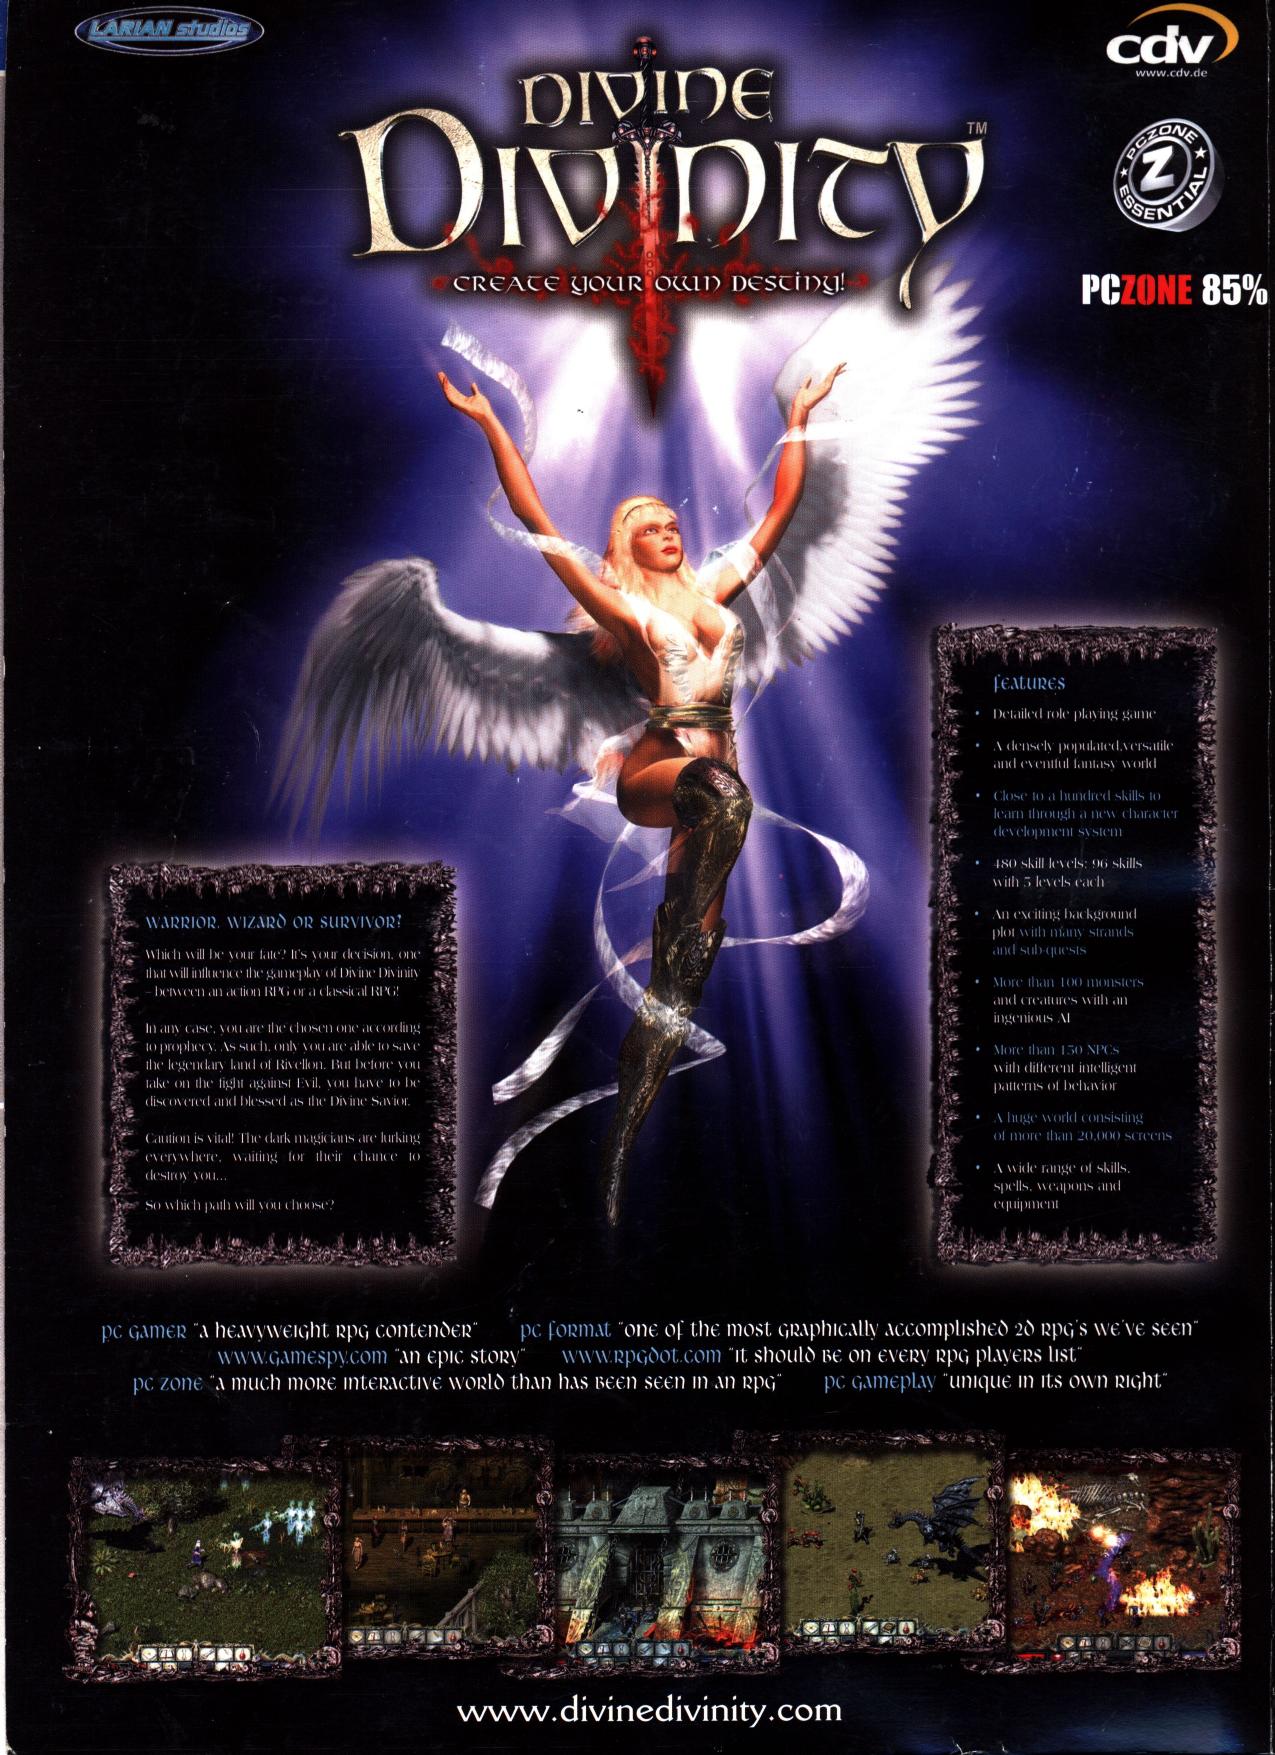 LARIAN studios
cdv
www.cdv.de
DIVINE
DIVINITY™
CREATE YOUR OWN DESTINY!
PCZONE
Z
ESSENTIAL
PCZONE 85%
FEATURES
• Detailed role playing game
• A densely populated,versatile
and eventful fantasy world
• Close to a hundred skills to
learn through a new character
development system
• 480 skill levels: 96 skills
with 5 levels each
• An exciting background
plot with many strands
and sub-quests
• More than 100 monsters
and creatures with an
ingenious AI
• More than 150 NPCs
with different intelligent
patterns of behavior
• A huge world consisting
of more than 20,000 screens
• A wide range of skills,
spells, weapons and
equipment
WARRIOR, WIZARD OR SURVIVOR?
Which will be your fate? It's your decision, one
that will influence the gameplay of Divine Divinity
– between an action RPG or a classical RPG!
In any case, you are the chosen one according
to prophecy. As such, only you are able to save
the legendary land of Rivellon. But before you
take on the fight against Evil, you have to be
discovered and blessed as the Divine Savior.
Caution is vital! The dark magicians are lurking
everywhere, waiting for their chance to
destroy you...
So which path will you choose?
PC GAMER "A HEAVYWEIGHT RPG CONTENDER" PC FORMAT "ONE OF THE MOST GRAPHICALLY ACCOMPLISHED 2D RPG'S WE'VE SEEN"
WWW.GAMESPY.COM "AN EPIC STORY" WWW.RPGDOT.COM "IT SHOULD BE ON EVERY RPG PLAYERS LIST"
PC ZONE "A MUCH MORE INTERACTIVE WORLD THAN HAS BEEN SEEN IN AN RPG" PC GAMEPLAY "UNIQUE IN ITS OWN RIGHT"
www.divinedivinity.com